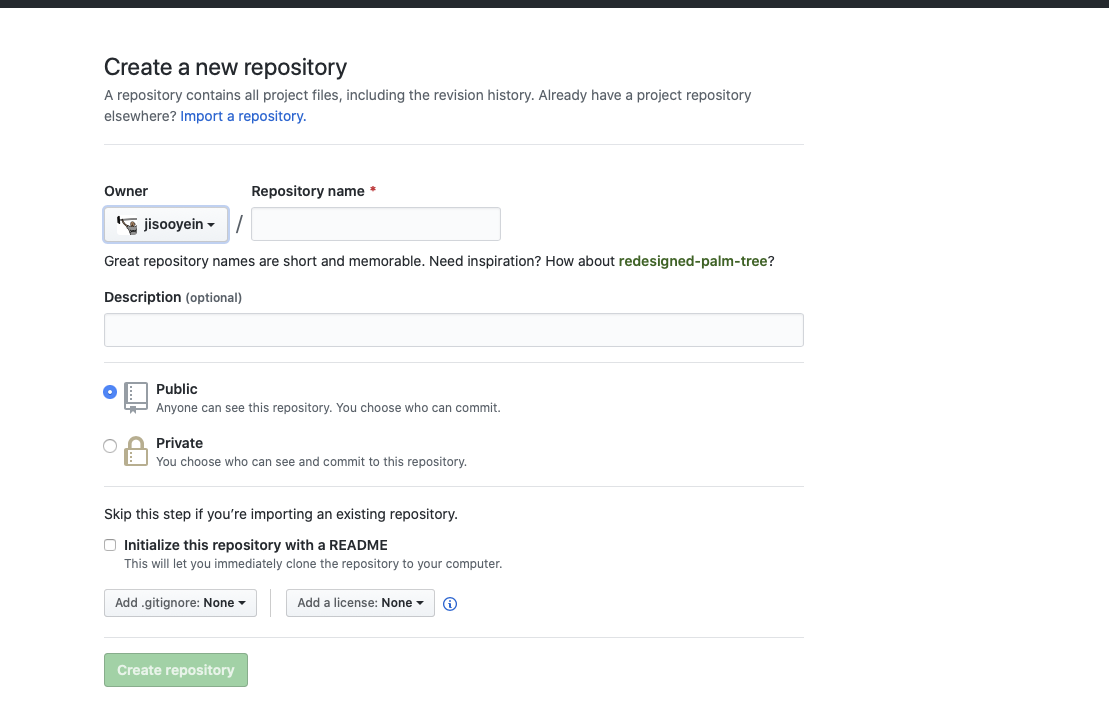 Create a new repository
A repository contains all project files, including the revision history. Already have a project repository
elsewhere? Import a repository.
Owner
Repository name *
jisooyein
/
Great repository names are short and memorable. Need inspiration? How about redesigned-palm-tree?
Description (optional)
Public
Anyone can see this repository. You choose who can commit.
Private
You choose who can see and commit to this repository.
Skip this step if you’re importing an existing repository.
Initialize this repository with a README
This will let you immediately clone the repository to your computer.
Add .gitignore: None
Add a license: None
Create repository